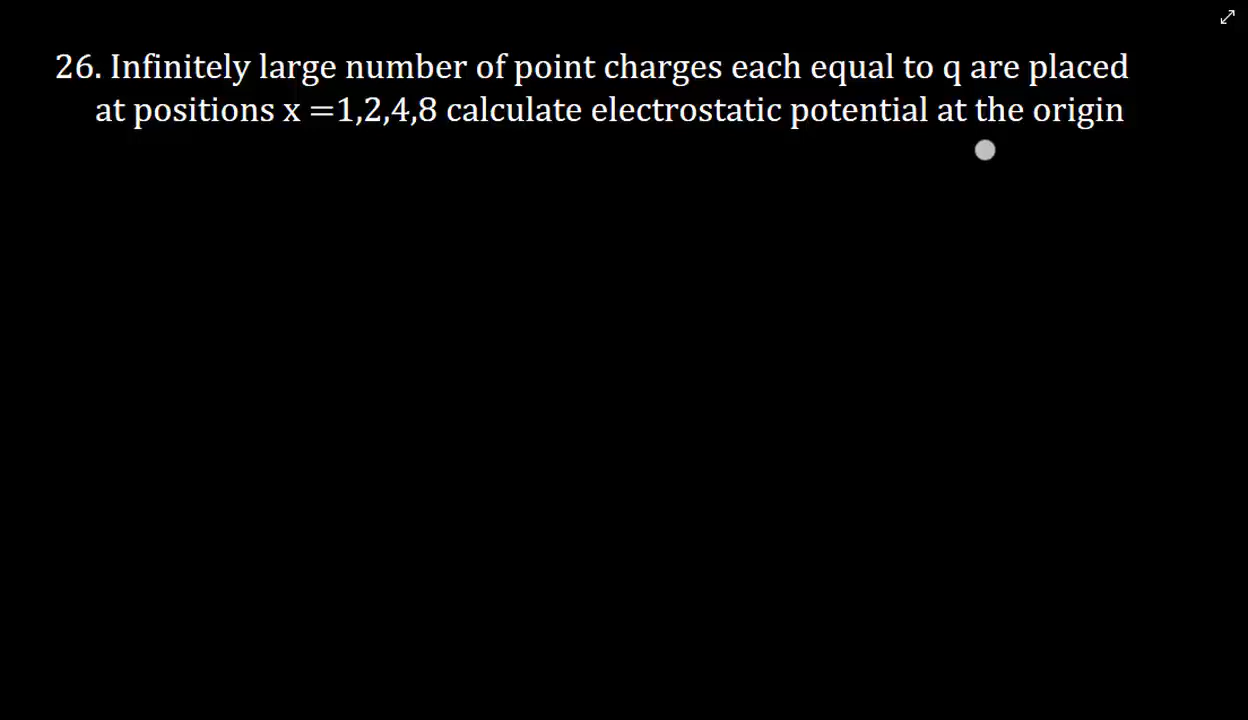 26. Infinitely large number of point charges each equal to q are placed
at positions x =1,2,4,8 calculate electrostatic potential at the origin